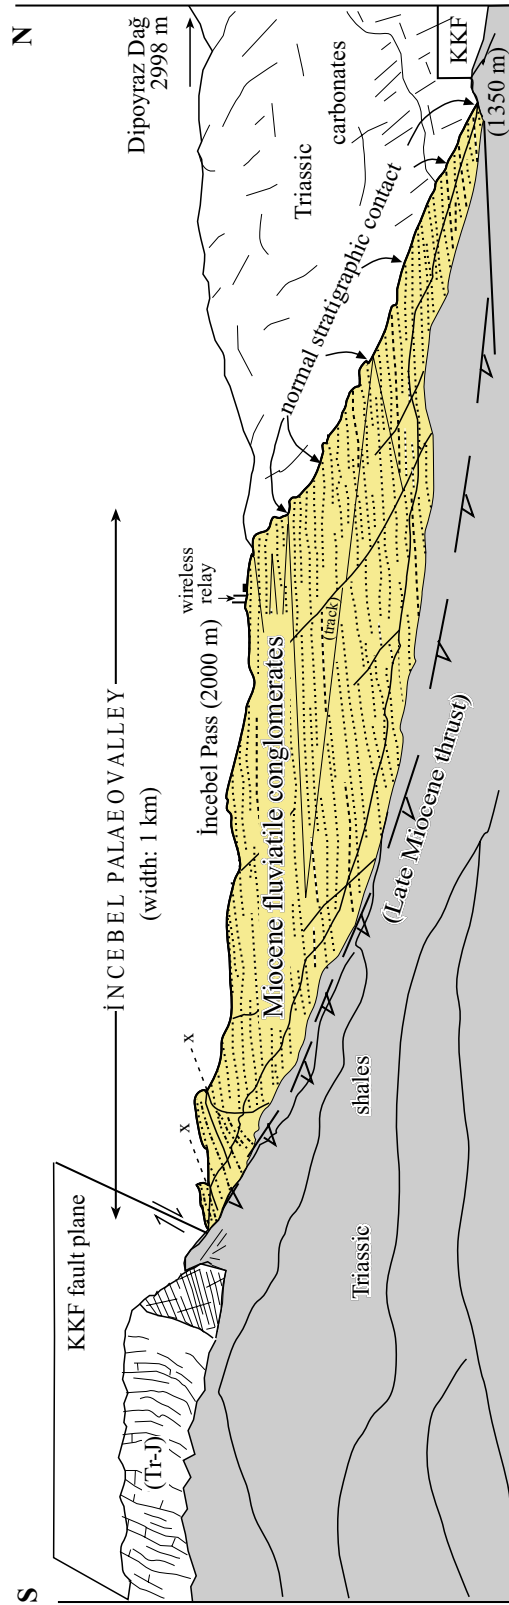 S
N
KKF fault plane
İNCEBEL PALAEOVALLEY
(width: 1 km)
Dipoyraz Dağ
2998 m
(Tr-J)
x
x
İncebel Pass (2000 m)
wireless
relay
Triassic
carbonates
normal stratigraphic contact
KKF
(1350 m)
Miocene fluviatile conglomerates
(track)
(Late Miocene thrust)
Triassic
shales